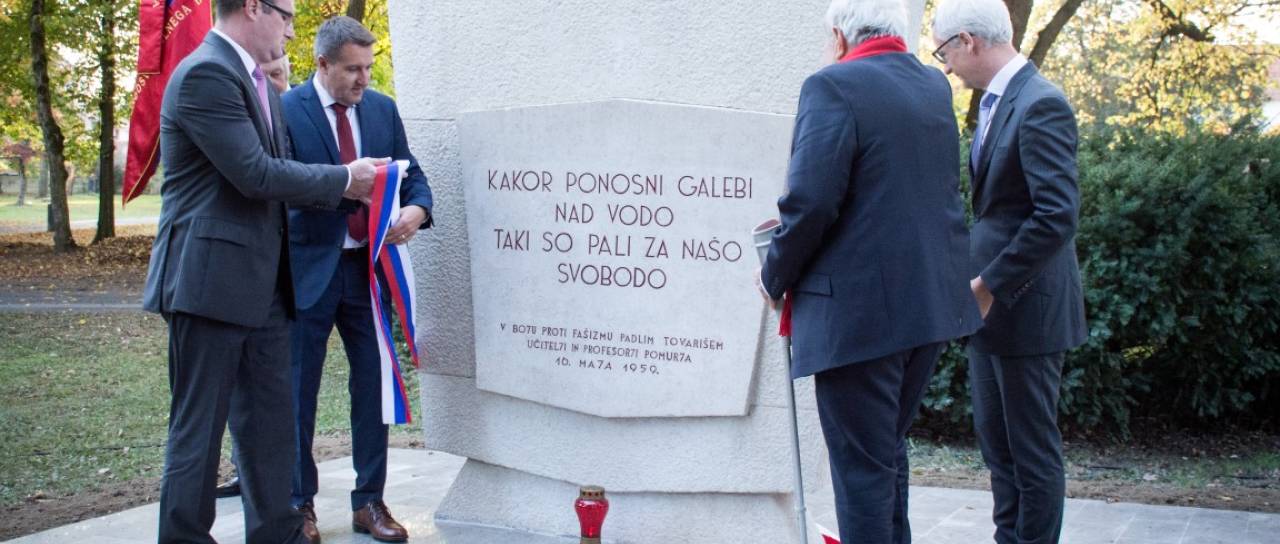 KAKOR PONOSNI GALEBI
NAD VODO
TAKI SO PALI ZA NAŠO
SVOBODO
V BOJU PROTI FAŠIZMU PADLIM TOVARIŠEM
UČITELJI IN PROFESORJI POMURJA
16. MAJA 1959.